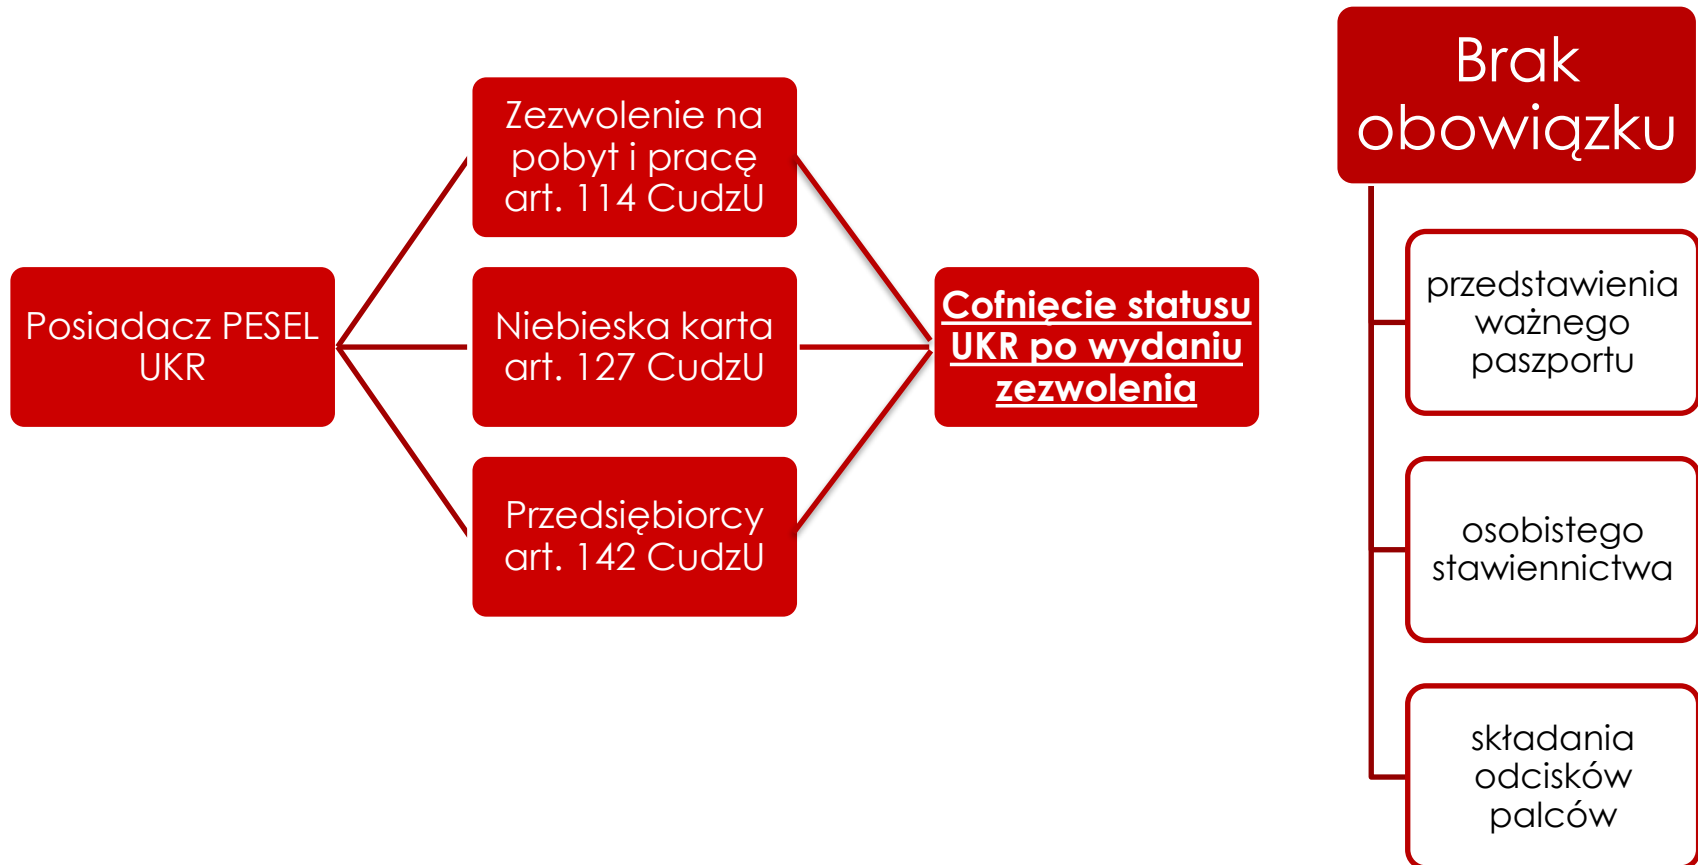 Posiadacz PESEL
UKR
Zezwolenie na
pobyt i pracę
art. 114 CudzU
Niebieska karta
art. 127 CudzU
Przedsiębiorcy
art. 142 CudzU
Cofnięcie statusu
UKR po wydaniu
zezwolenia
Brak
obowiązku
przedstawienia
ważnego
paszportu
osobistego
stawiennictwa
składania
odcisków
palców